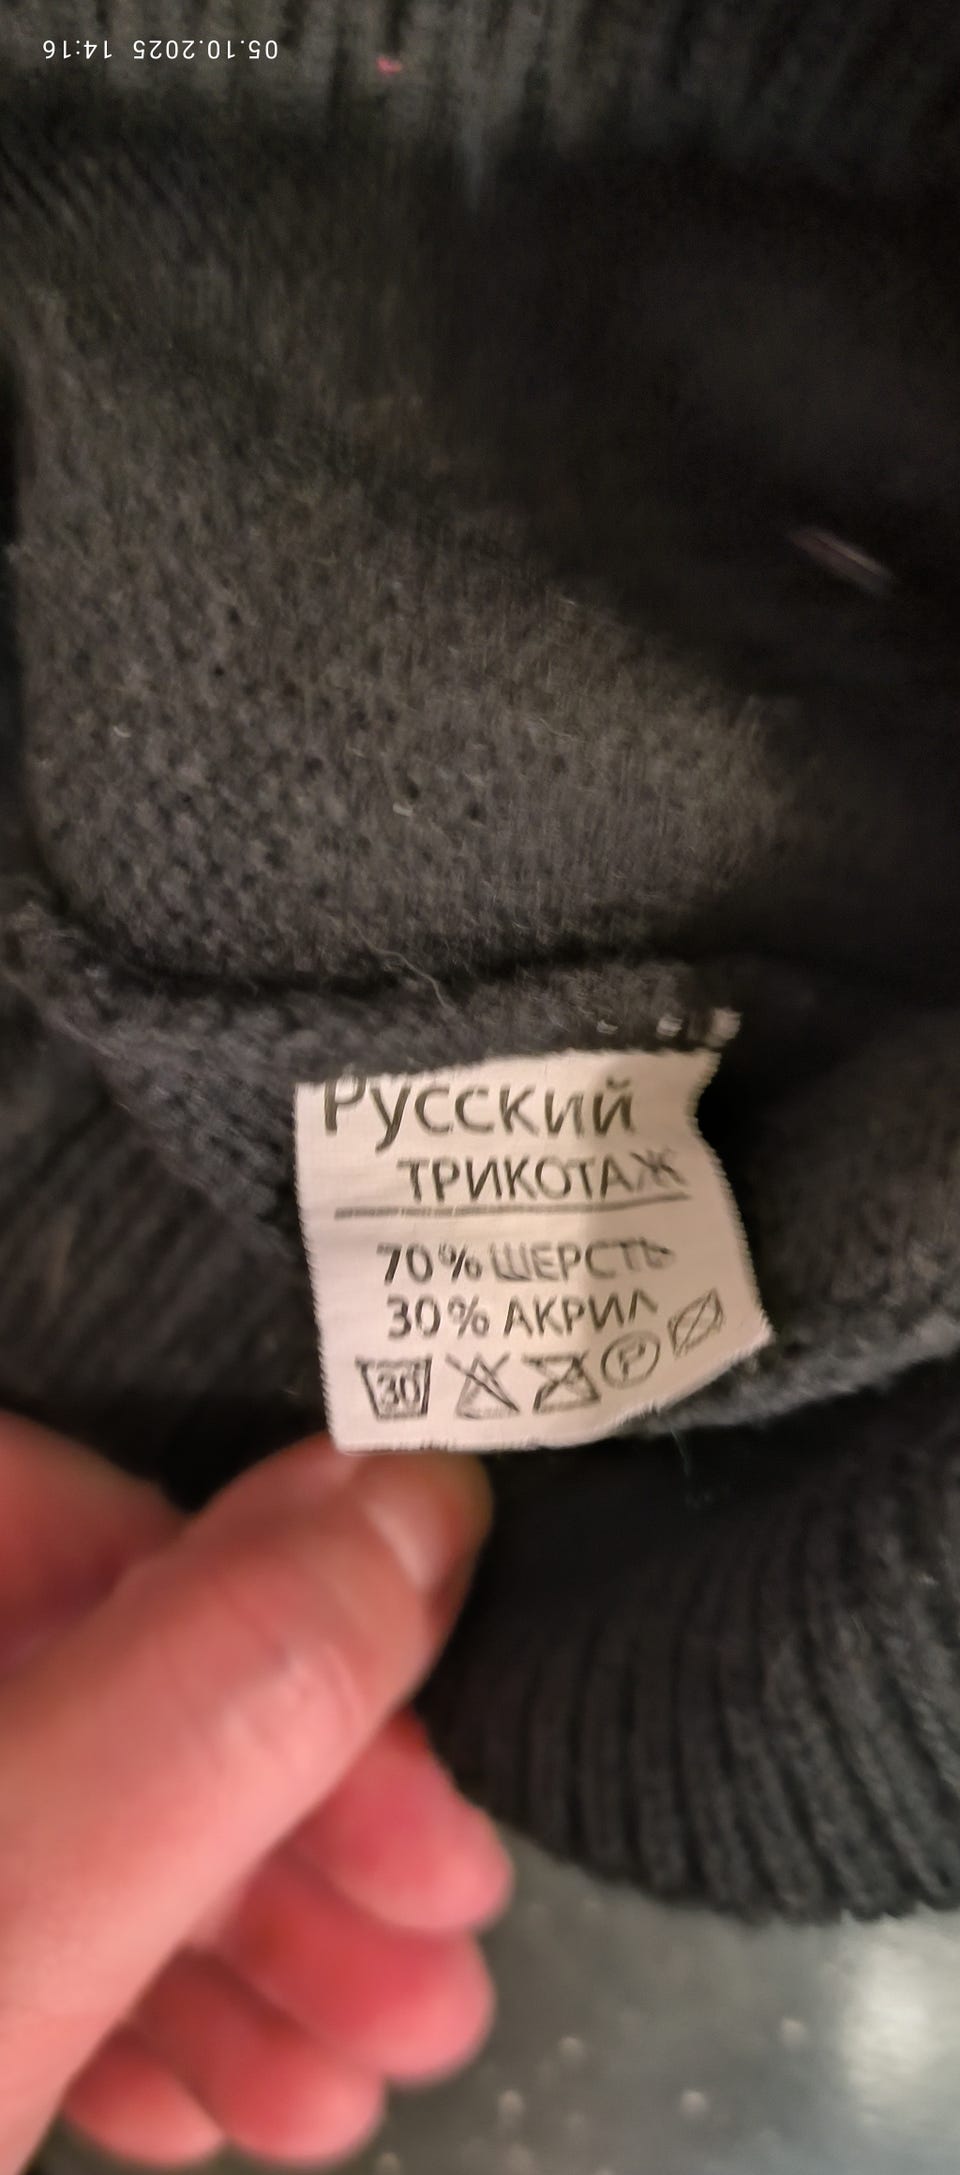 05.10.2025 14:16
Русский
ТРИКОТАЖ
70% ШЕРСТЬ
30% АКРИЛ
30 P